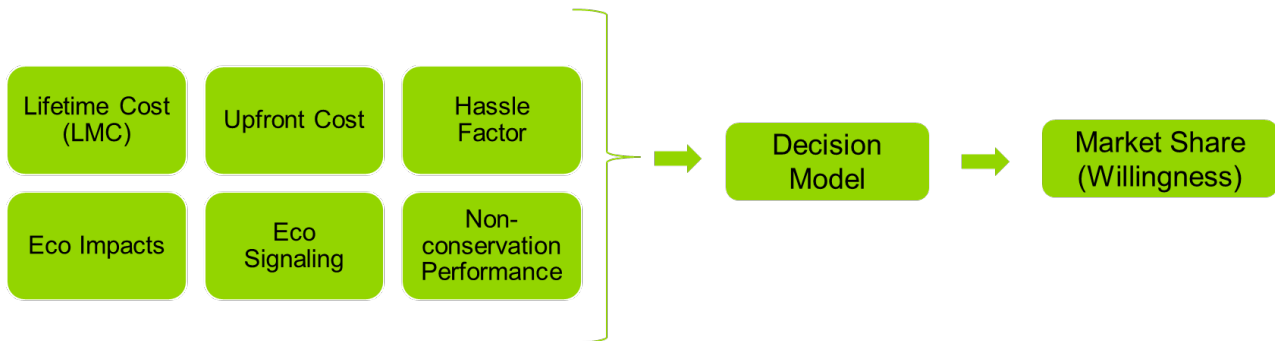 Lifetime Cost
(LMC)
Upfront Cost
Hassle
Factor
Eco Impacts
Eco
Signaling
Non-
conservation
Performance
Decision
Model
Market Share
(Willingness)